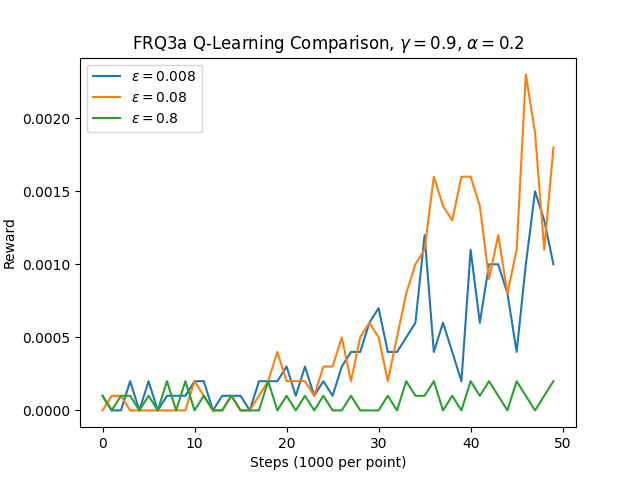 FRQ3a Q-Learning Comparison, γ = 0.9, α = 0.2
ε = 0.008
ε = 0.08
ε = 0.8
0.0020
0.0015
0.0010
0.0005
0.0000
Reward
0 10 20 30 40 50
Steps (1000 per point)